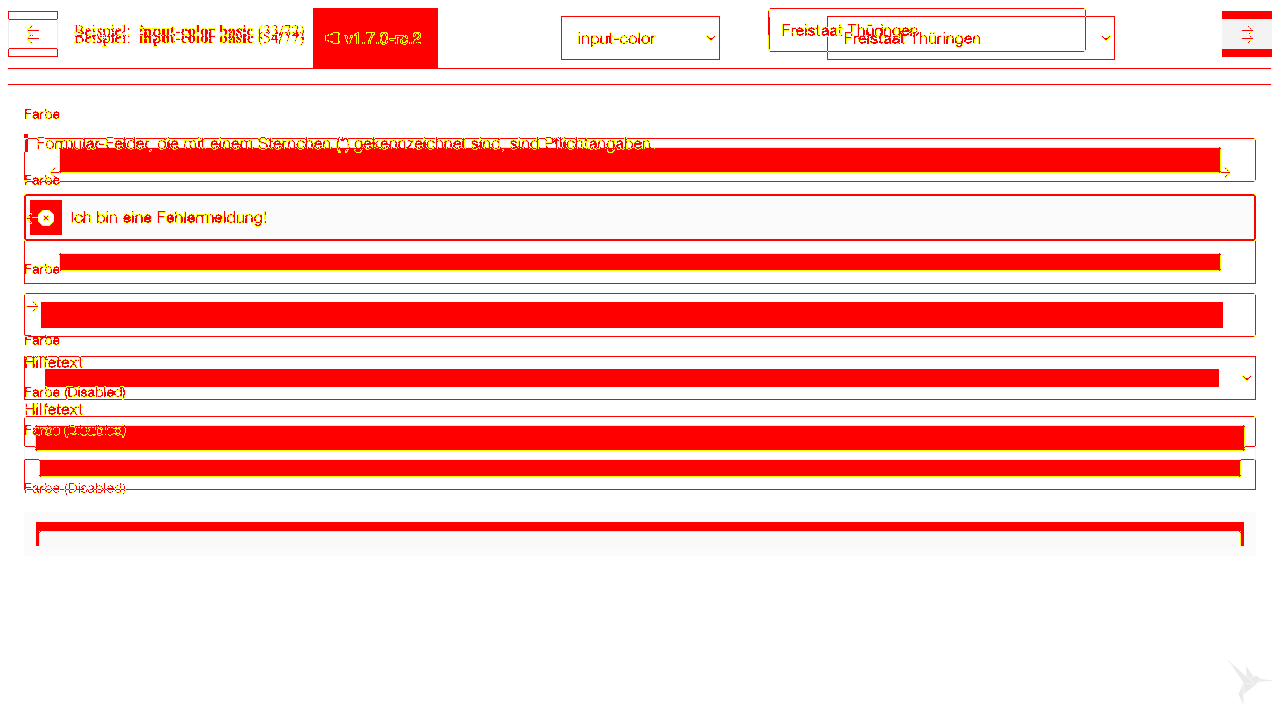 Beispiel: input-color basic
v1.7.0-rc.2
input-color
Freistaat Thüringen
Freistaat Thüringen
Farbe
Formular-Felder, die mit einem Sternchen (*) gekennzeichnet sind, sind Pflichtangaben.
Farbe
Ich bin eine Fehlermeldung!
Farbe
Farbe
Hilfetext
Farbe (Disabled)
Hilfetext
Farbe (Disabled)
Farbe (Disabled)